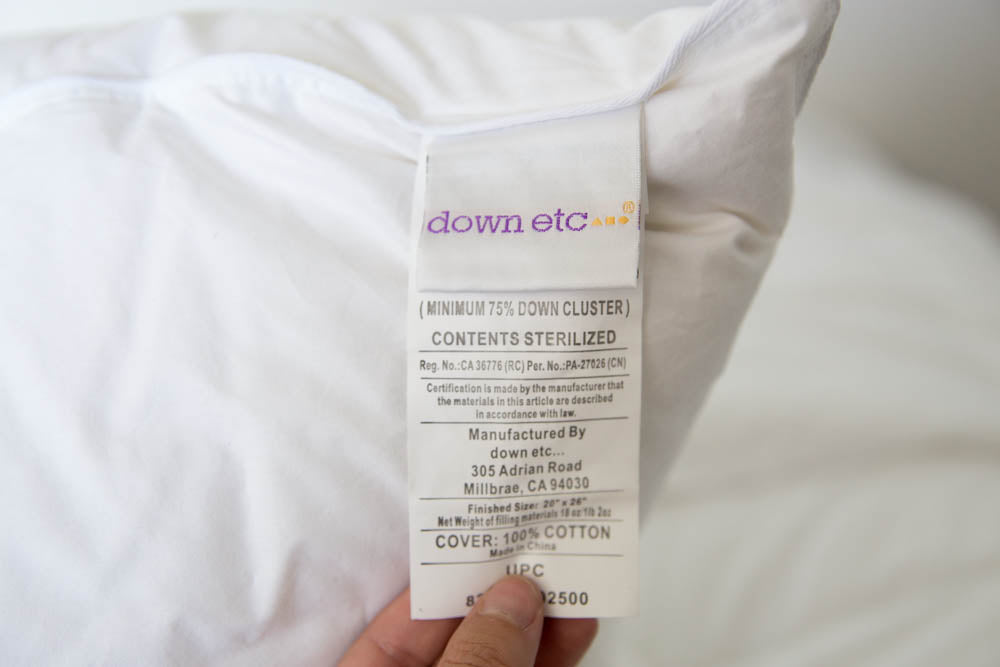 down etc ®
( MINIMUM 75% DOWN CLUSTER )
CONTENTS STERILIZED
Reg. No.:CA 36776 (RC) Per. No.:PA-27026 (CN)
Certification is made by the manufacturer that
the materials in this article are described
in accordance with law.
Manufactured By
down etc...
305 Adrian Road
Millbrae, CA 94030
Finished Size: 20" x 26"
Net Weight of filling materials 18 oz/1lb 2oz
COVER: 100% COTTON
Made in China
UPC
2500